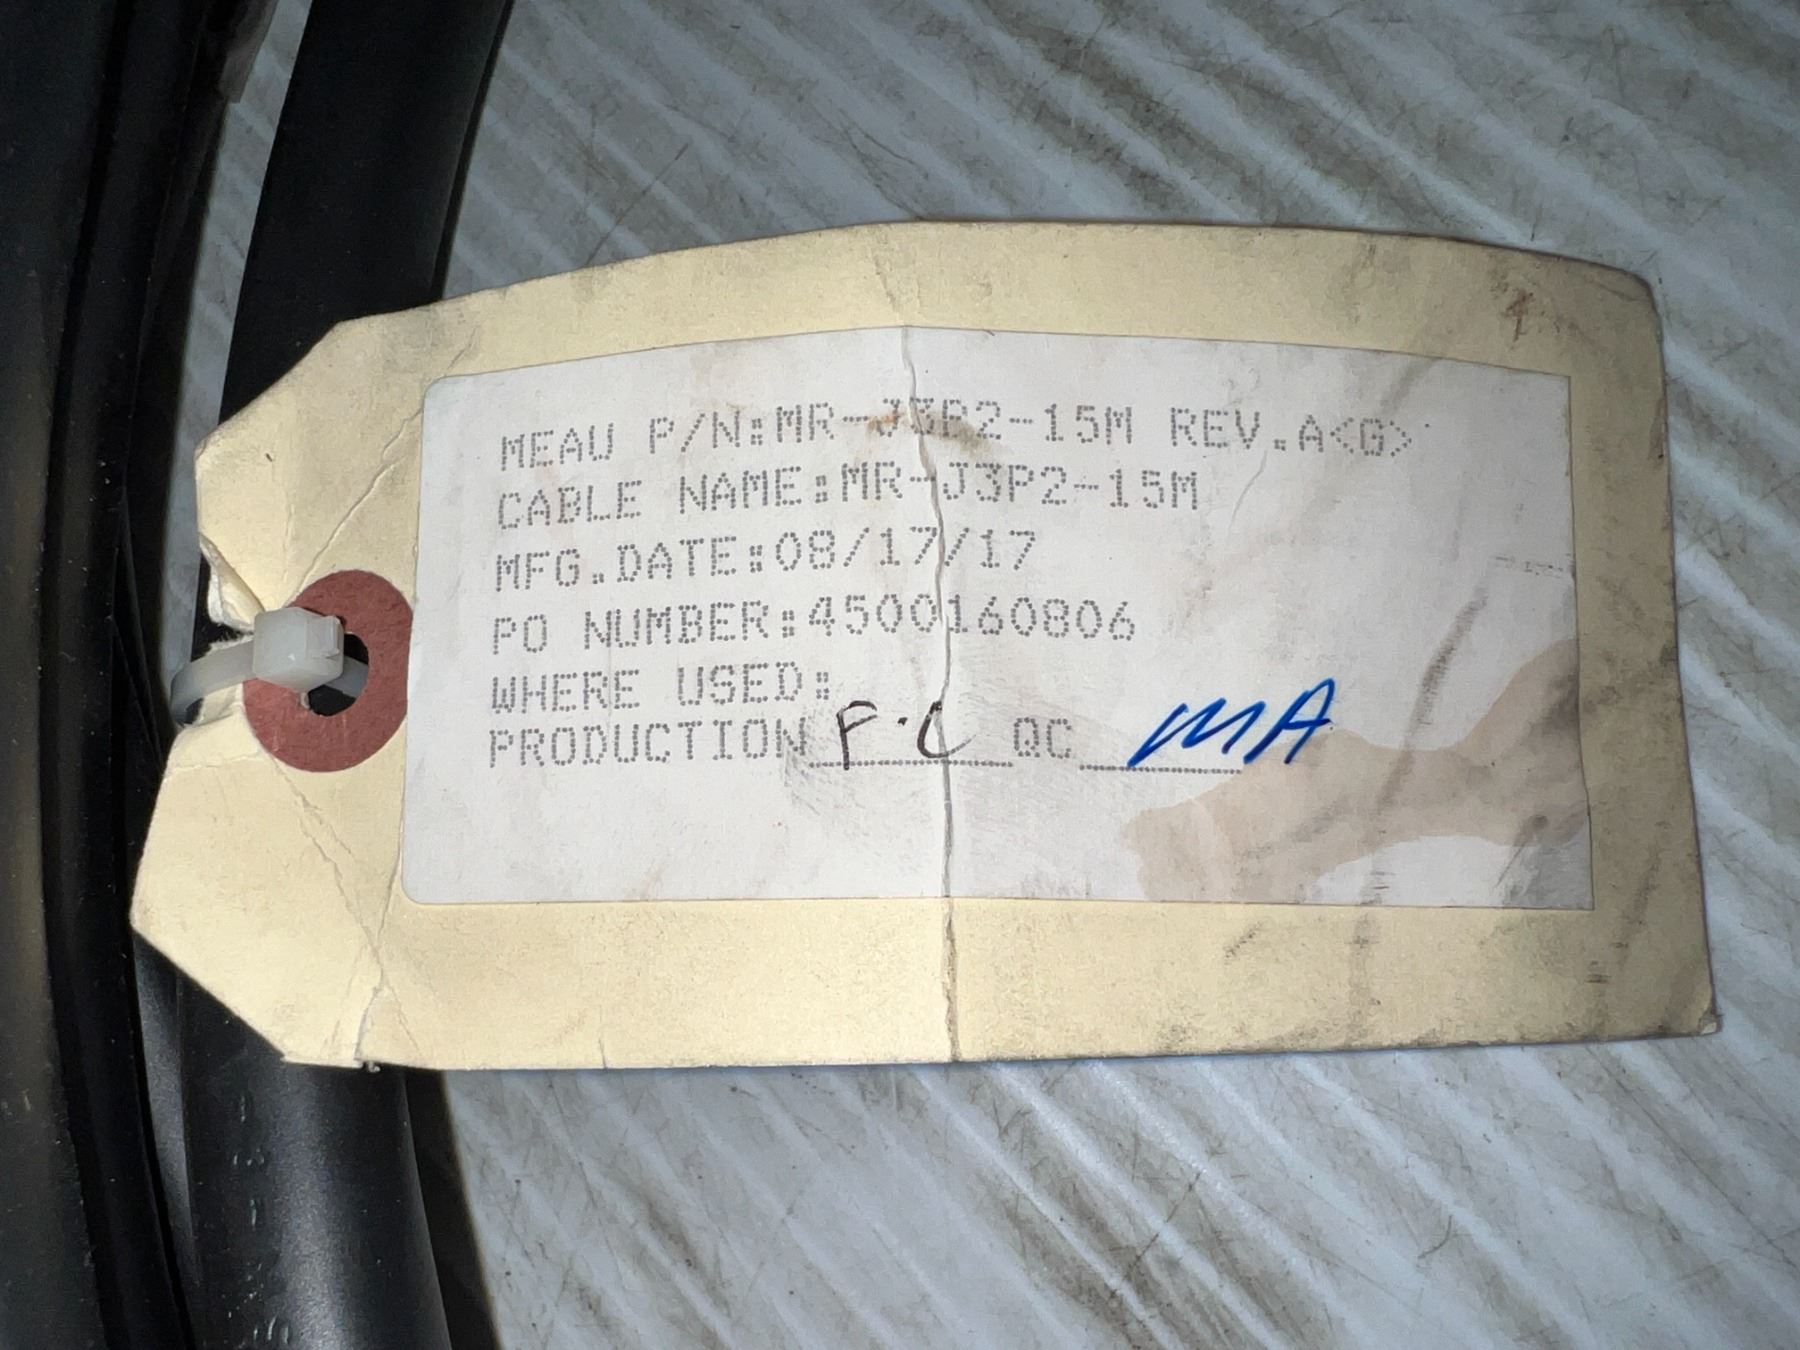 MEAU P/N:MR-J3P2-15M REV.A<G>
CABLE NAME:MR-J3P2-15M
MFG.DATE:08/17/17
PO NUMBER:4500160806
WHERE USED:
PRODUCTION F.C QC MA